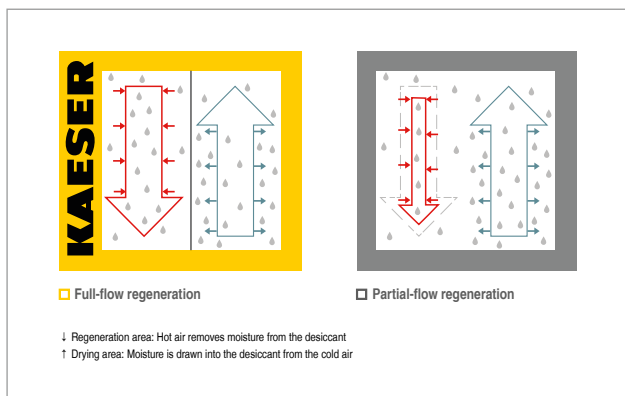 KAESER
Full-flow regeneration
Partial-flow regeneration
↓ Regeneration area: Hot air removes moisture from the desiccant
↑ Drying area: Moisture is drawn into the desiccant from the cold air